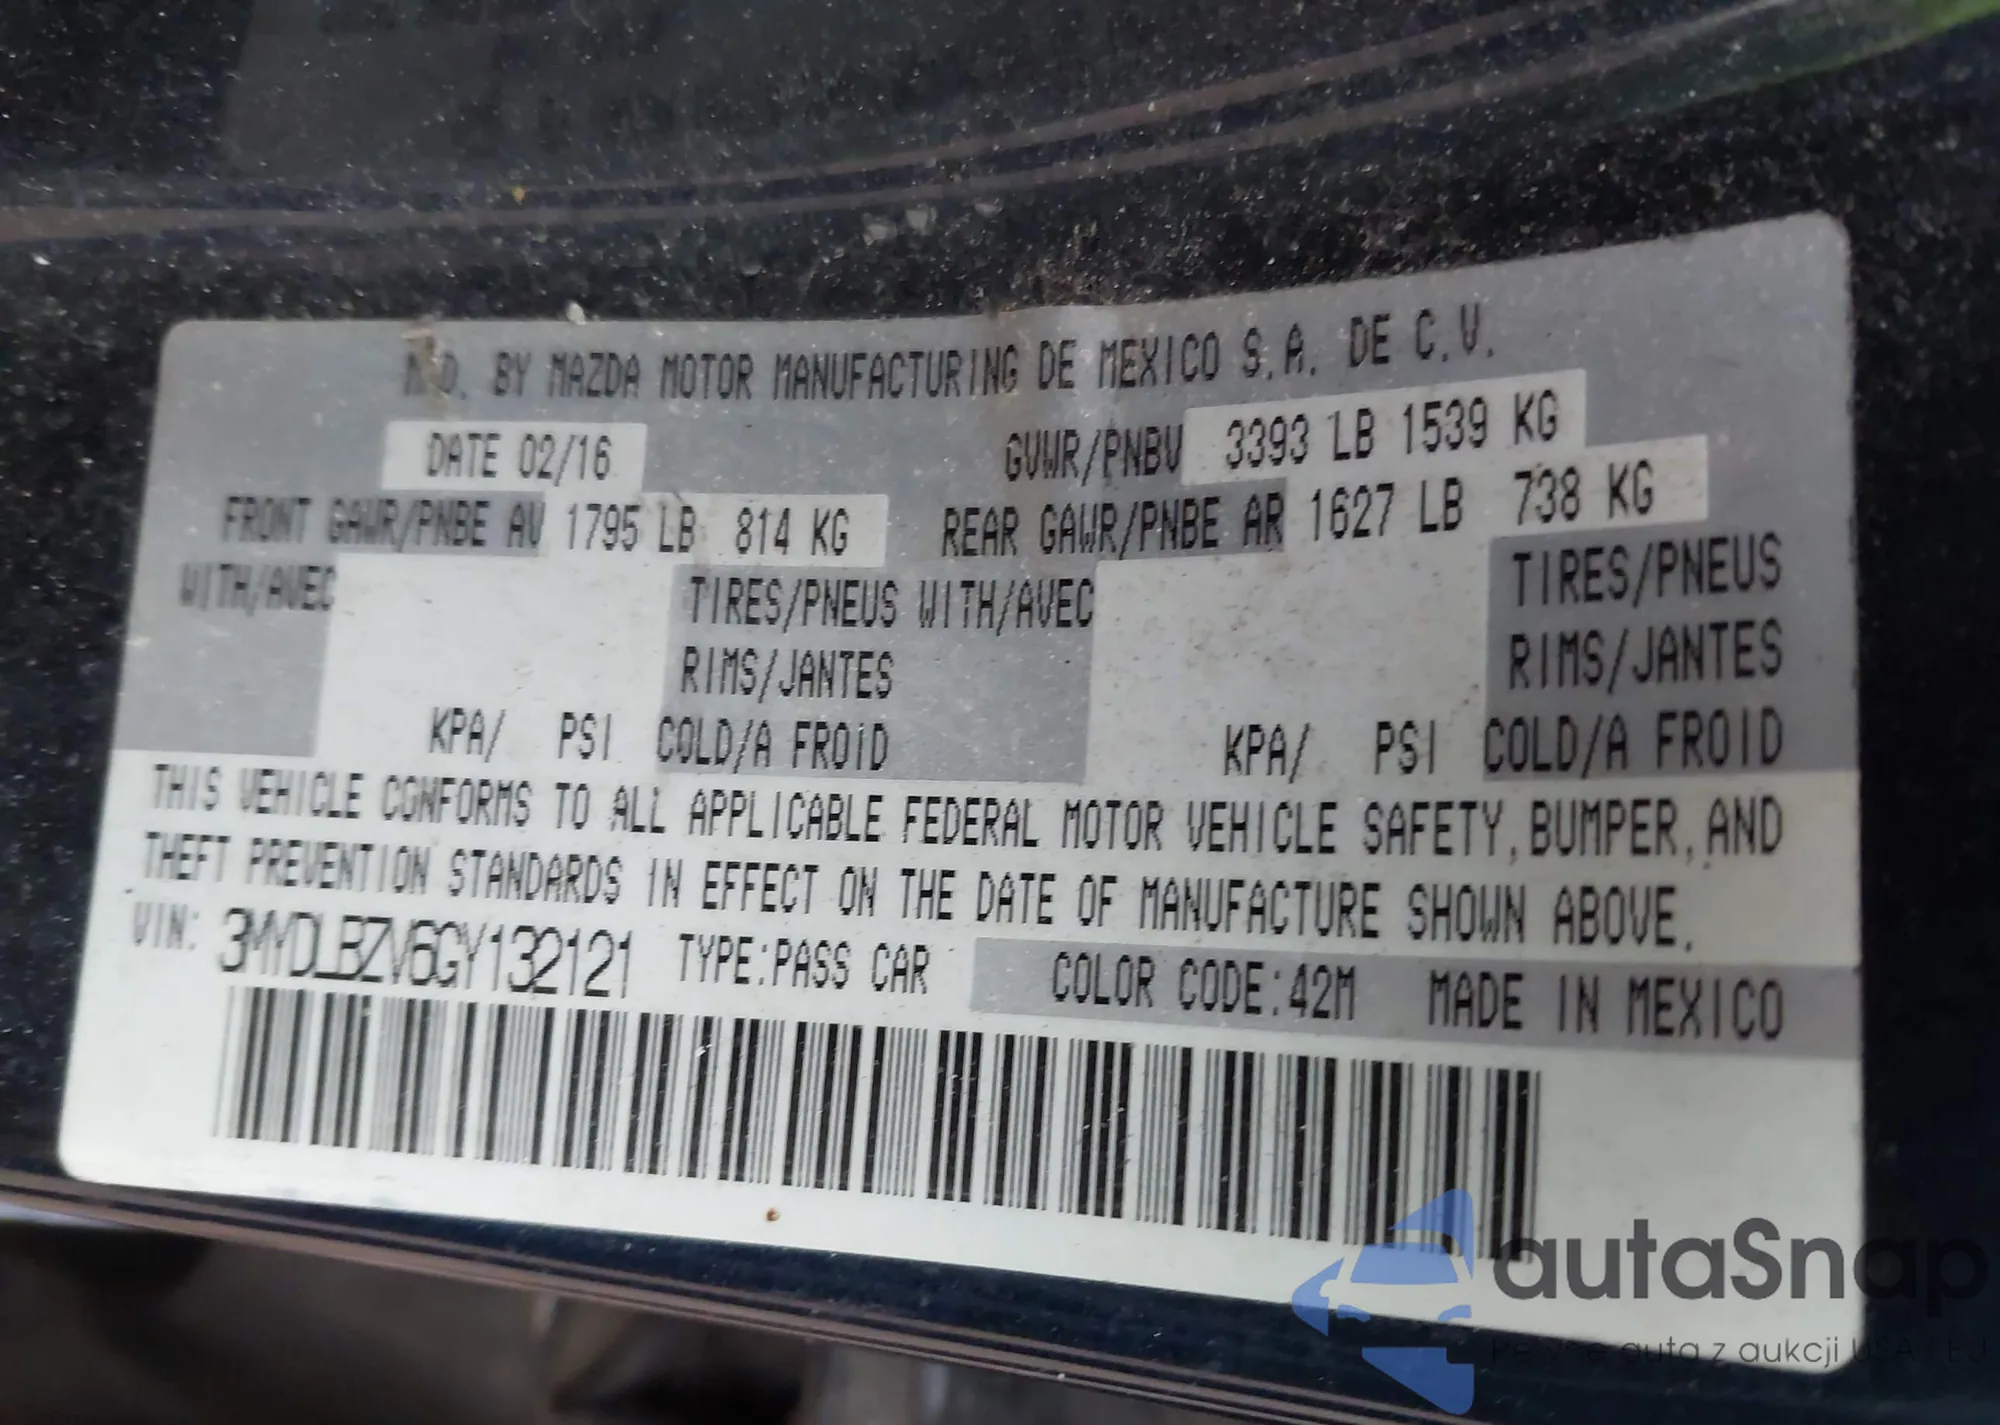 MFD. BY MAZDA MOTOR MANUFACTURING DE MEXICO S.A. DE C.V.
DATE 02/16 GVWR/PNBV 3393 LB 1539 KG
FRONT GAWR/PNBE AV 1795 LB 814 KG REAR GAWR/PNBE AR 1627 LB 738 KG
WITH/AVEC TIRES/PNEUS WITH/AVEC TIRES/PNEUS
RIMS/JANTES RIMS/JANTES
KPA/ PSI COLD/A FROID KPA/ PSI COLD/A FROID
THIS VEHICLE CONFORMS TO ALL APPLICABLE FEDERAL MOTOR VEHICLE SAFETY, BUMPER, AND
THEFT PREVENTION STANDARDS IN EFFECT ON THE DATE OF MANUFACTURE SHOWN ABOVE.
VIN: 3MYDLBZV6GY132121 TYPE:PASS CAR COLOR CODE:42M MADE IN MEXICO
autaSnap
auta z aukcji